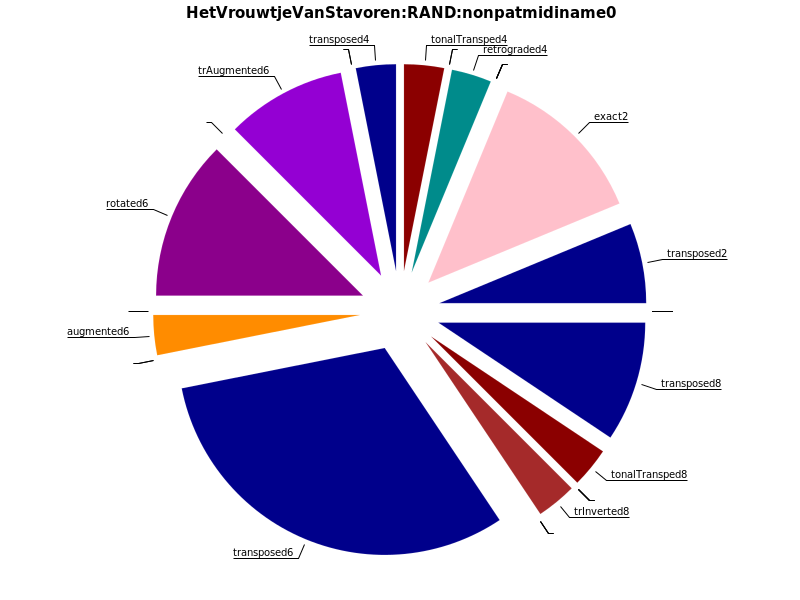 HetVrouwtjeVanStavoren:RAND:nonpatmidiname0
transposed4
tonalTransped4
retrograded4
trAugmented6
exact2
rotated6
transposed2
augmented6
transposed8
tonalTransped8
trInverted8
transposed6